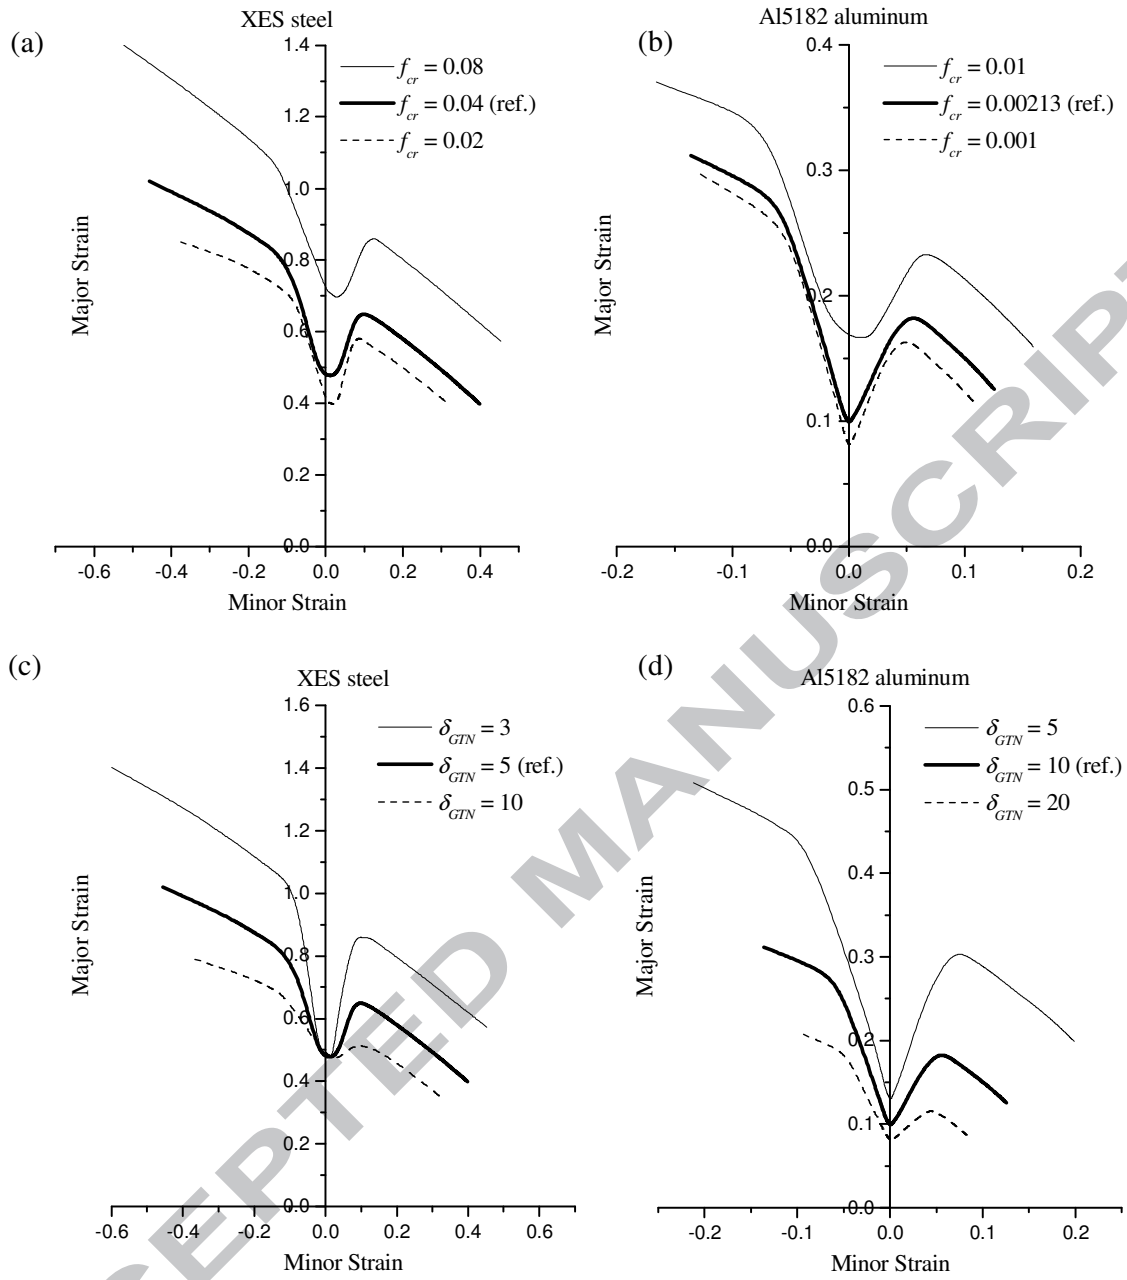 (a)
XES steel
1.4
1.2
1.0
0.8
0.6
0.4
0.2
0.0
f_cr = 0.08
f_cr = 0.04 (ref.)
f_cr = 0.02
Major Strain
-0.6 -0.4 -0.2 0.0 0.2 0.4
Minor Strain
(b)
Al5182 aluminum
0.4
0.3
0.2
0.1
0.0
f_cr = 0.01
f_cr = 0.00213 (ref.)
f_cr = 0.001
Major Strain
-0.2 -0.1 0.0 0.1 0.2
Minor Strain
(c)
XES steel
1.6
1.4
1.2
1.0
0.8
0.6
0.4
0.2
0.0
δ_GTN = 3
δ_GTN = 5 (ref.)
δ_GTN = 10
Major Strain
-0.6 -0.4 -0.2 0.0 0.2 0.4 0.6
Minor Strain
(d)
Al5182 aluminum
0.6
0.5
0.4
0.3
0.2
0.1
0.0
δ_GTN = 5
δ_GTN = 10 (ref.)
δ_GTN = 20
Major Strain
-0.2 -0.1 0.0 0.1 0.2
Minor Strain
CEPTED MANUSCRIPT